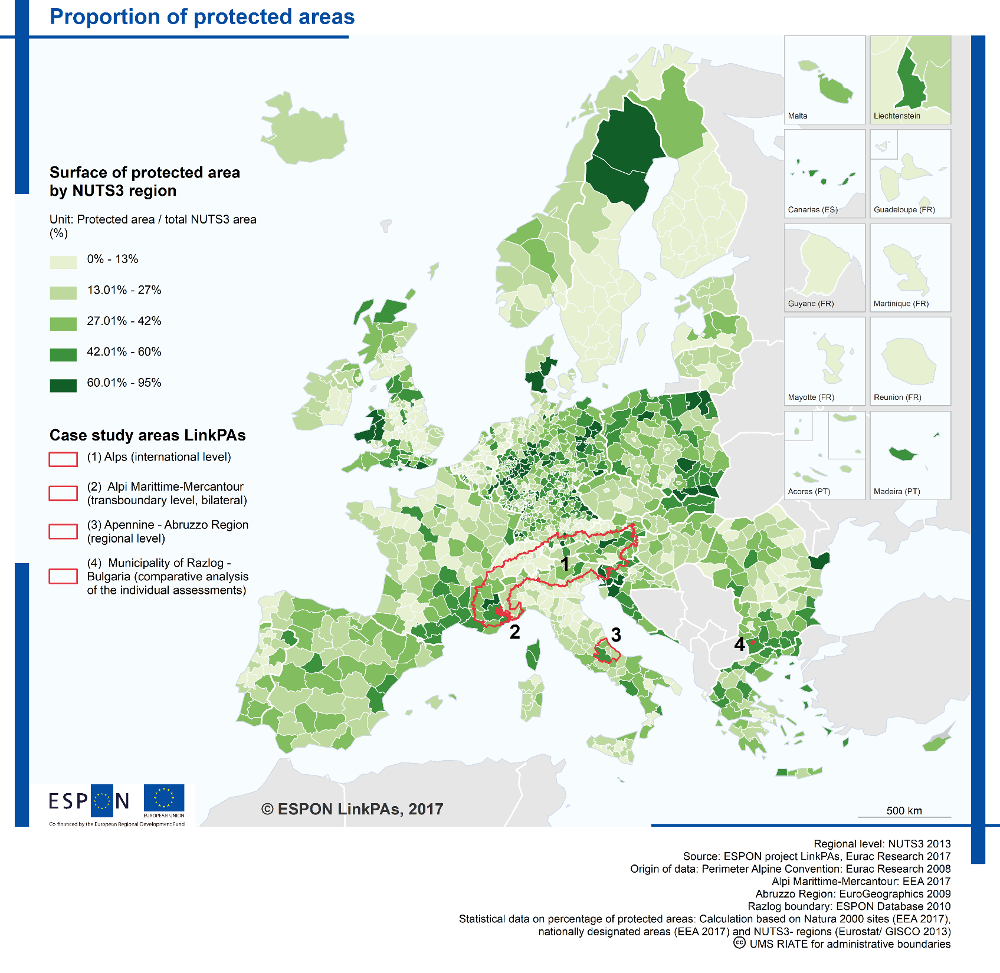 Proportion of protected areas
Surface of protected area
by NUTS3 region
Unit: Protected area / total NUTS3 area
(%)
0% - 13%
13.01% - 27%
27.01% - 42%
42.01% - 60%
60.01% - 95%
Case study areas LinkPAs
(1) Alps (international level)
(2) Alpi Marittime-Mercantour
(transboundary level, bilateral)
(3) Apennine - Abruzzo Region
(regional level)
(4) Municipality of Razlog -
Bulgaria (comparative analysis
of the individual assessments)
1
2
3
4
Malta
Liechtenstein
Canarias (ES)
Guadeloupe (FR)
Guyane (FR)
Martinique (FR)
Mayotte (FR)
Reunion (FR)
Acores (PT)
Madeira (PT)
ESPON
EUROPEAN UNION
Co-financed by the European Regional Development Fund
© ESPON LinkPAs, 2017
500 km
Regional level: NUTS3 2013
Source: ESPON project LinkPAs, Eurac Research 2017
Origin of data: Perimeter Alpine Convention: Eurac Research 2008
Alpi Marittime-Mercantour: EEA 2017
Abruzzo Region: EuroGeographics 2009
Razlog boundary: ESPON Database 2010
Statistical data on percentage of protected areas: Calculation based on Natura 2000 sites (EEA 2017),
nationally designated areas (EEA 2017) and NUTS3- regions (Eurostat/ GISCO 2013)
cc UMS RIATE for administrative boundaries